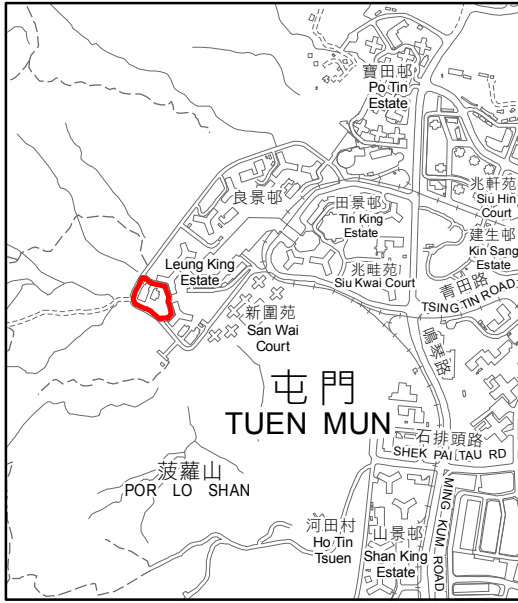 寶田邨
Po Tin
Estate
兆軒苑
Siu Hin
Court
良景邨
田景邨
Tin King
Estate
建生邨
Kin Sang
Estate
Leung King
Estate
兆畦苑
Siu Kwai Court
青田路
TSING TIN ROAD
新圍苑
San Wai
Court
鳴琴路
屯門
TUEN MUN
石排頭路
SHEK PAI TAU RD
菠蘿山
POR LO SHAN
MING KUM ROAD
河田村
Ho Tin
Tsuen
山景邨
Shan King
Estate